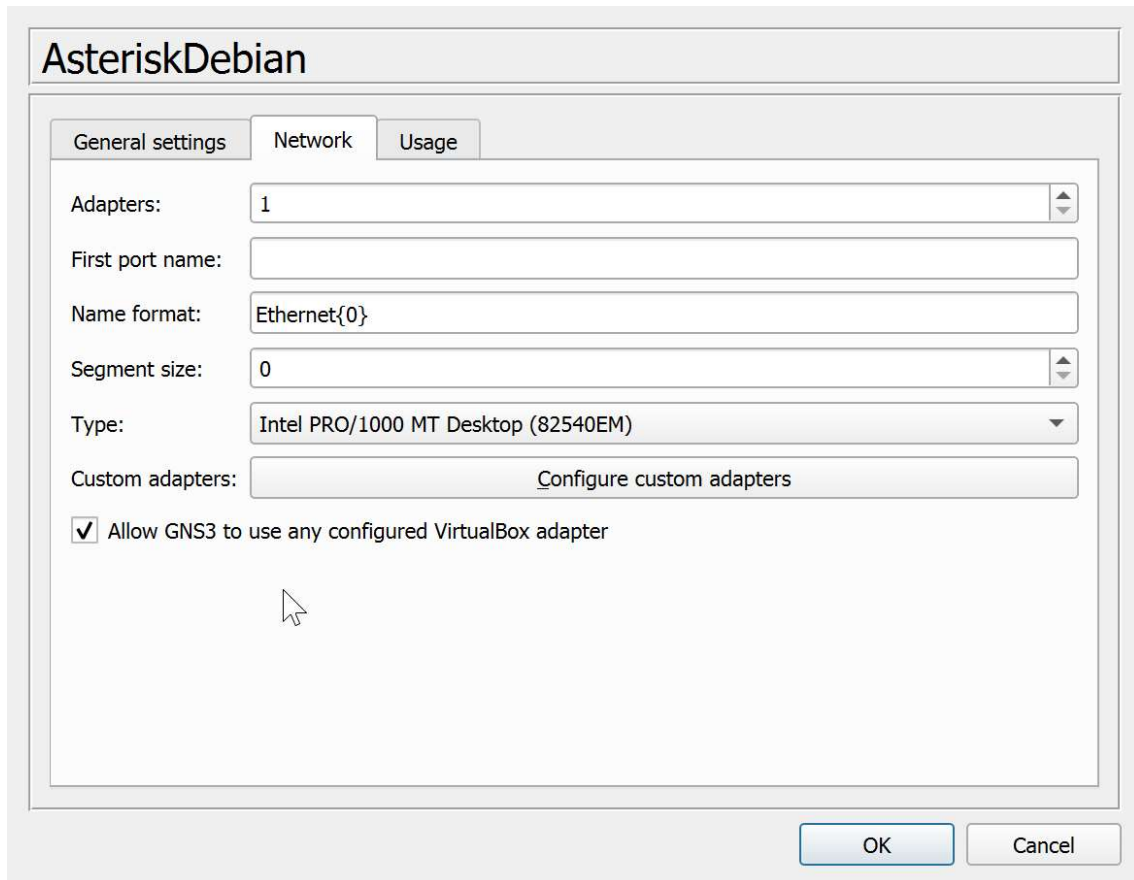 AsteriskDebian
General settings Network Usage
Adapters: 1
First port name:
Name format: Ethernet{0}
Segment size: 0
Type: Intel PRO/1000 MT Desktop (82540EM)
Custom adapters: Configure custom adapters
Allow GNS3 to use any configured VirtualBox adapter
OK Cancel